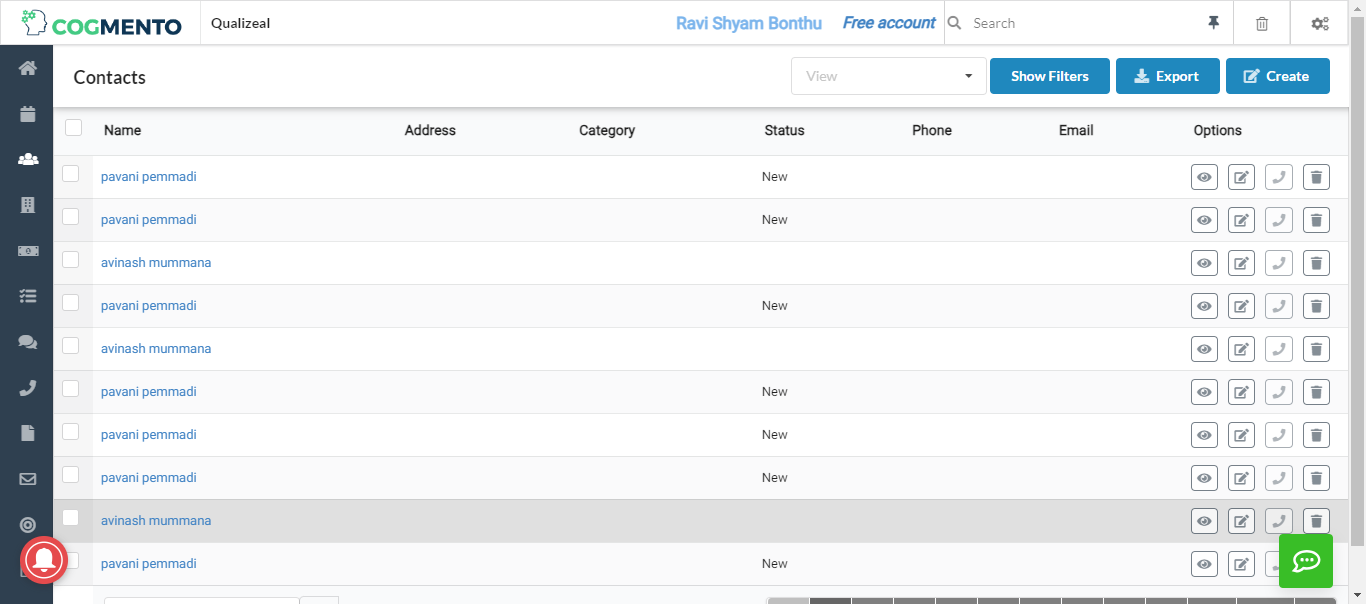 COGMENTO Qualizeal Ravi Shyam Bonthu Free account Search
Contacts View Show Filters Export Create
Name Address Category Status Phone Email Options
pavani pemmadi New
pavani pemmadi New
avinash mummana
pavani pemmadi New
avinash mummana
pavani pemmadi New
pavani pemmadi New
pavani pemmadi New
avinash mummana
pavani pemmadi New